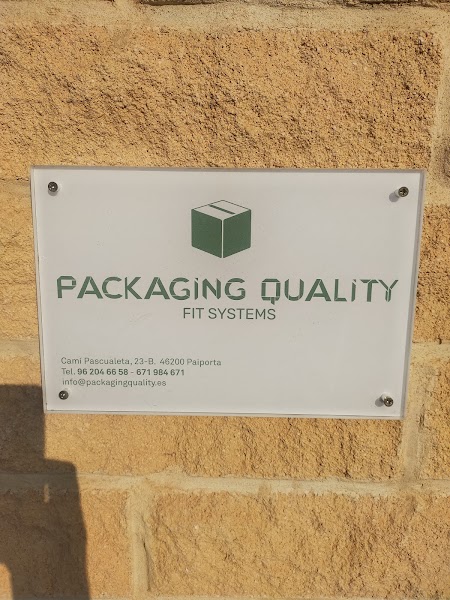 PACKAGiNG QUALiTY
FIT SYSTEMS
Camí Pascualeta, 23-B. 46200 Paiporta
Tel. 96 204 66 58 - 671 984 671
info@packagingquality.es